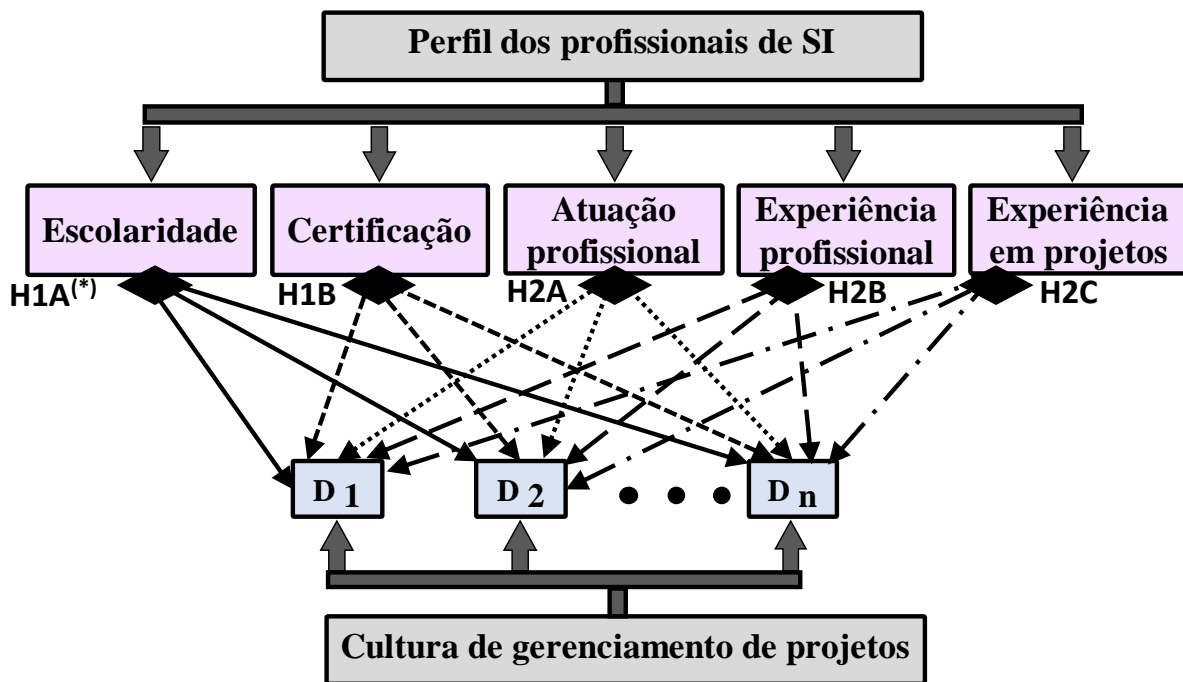 Perfil dos profissionais de SI
Escolaridade
Certificação
Atuação
profissional
Experiência
profissional
Experiência
em projetos
H1A(*)
H1B
H2A
H2B
H2C
D 1
D 2
D n
Cultura de gerenciamento de projetos